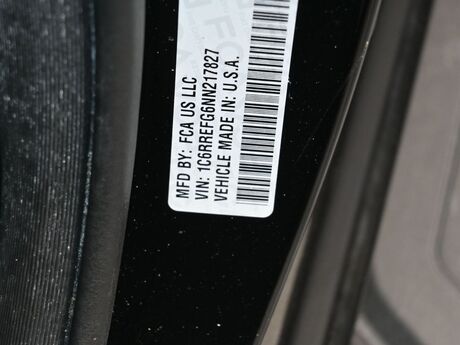 MFD BY: FCA US LLC
VIN: 1C6RREFG6NN217827
VEHICLE MADE IN: U.S.A.